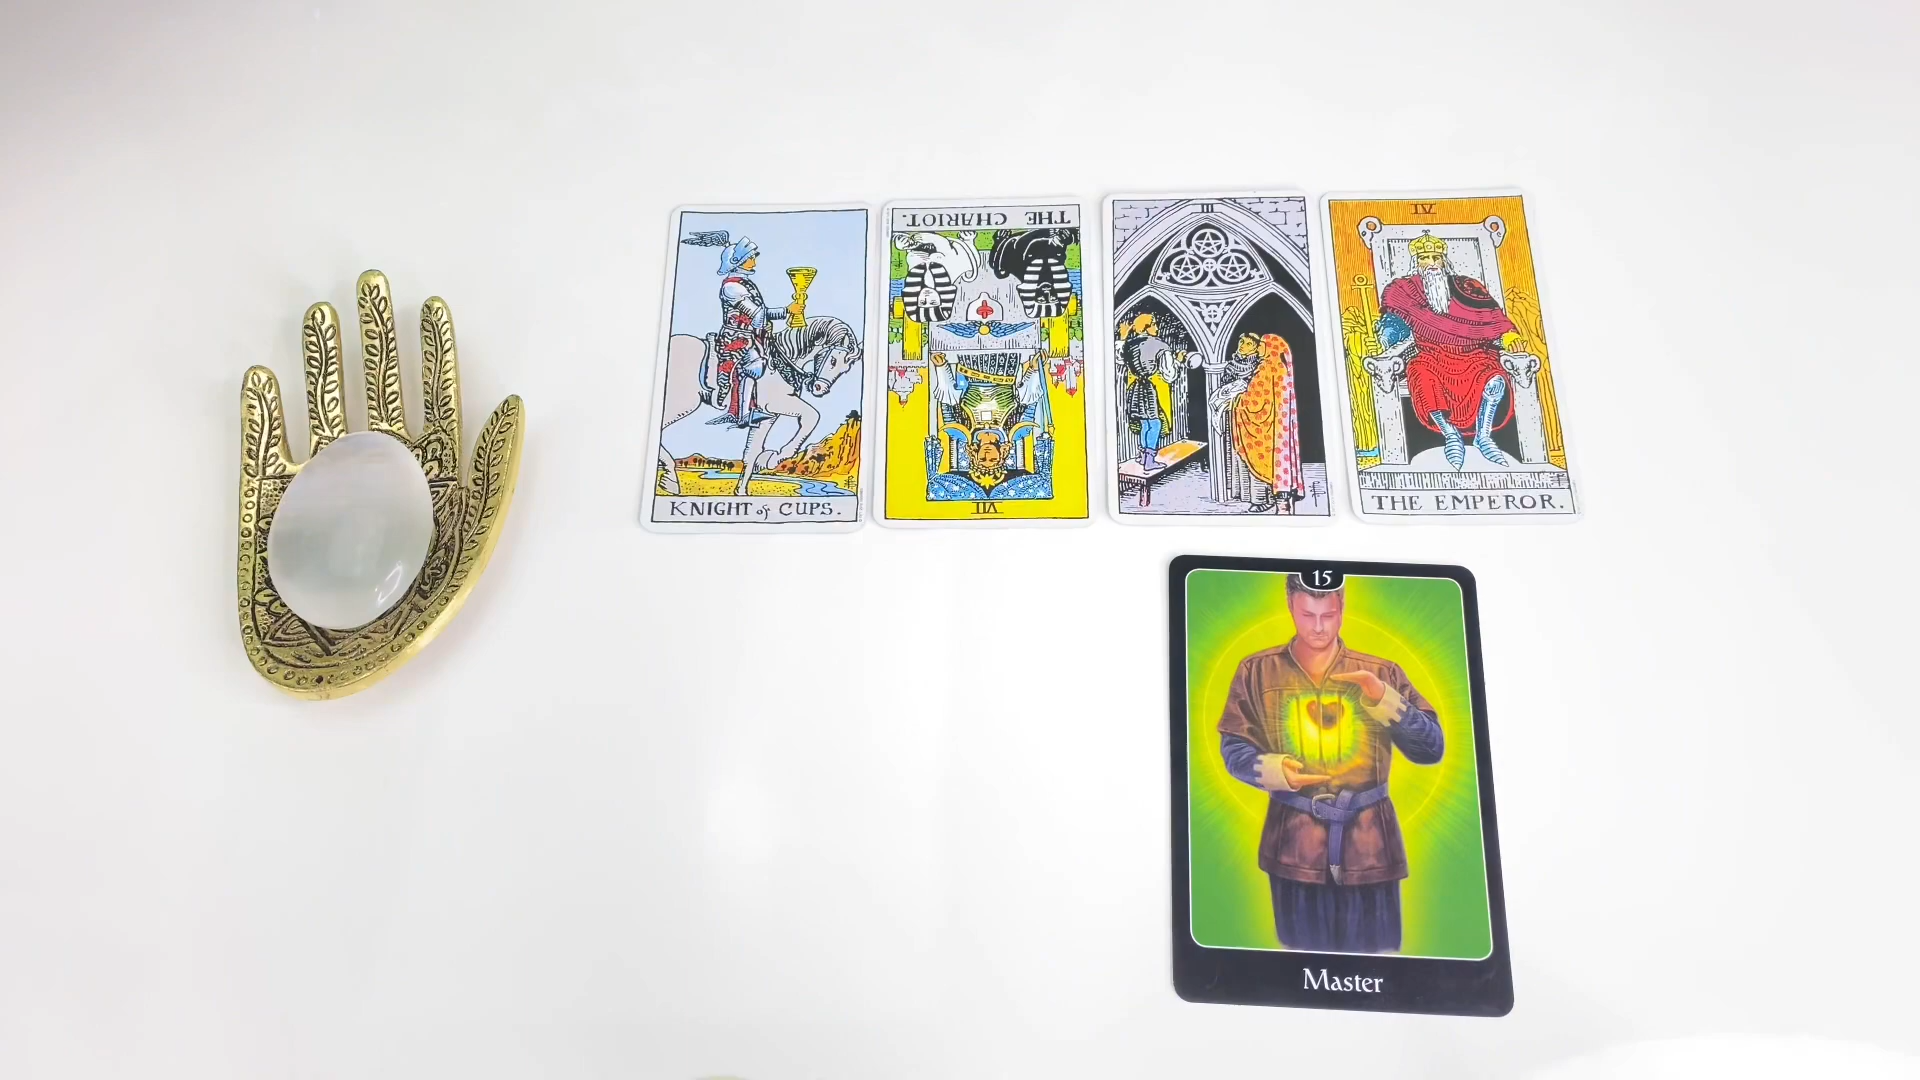 KNIGHT of CUPS.
THE CHARIOT.
VII
III
IV
THE EMPEROR.
15
Master